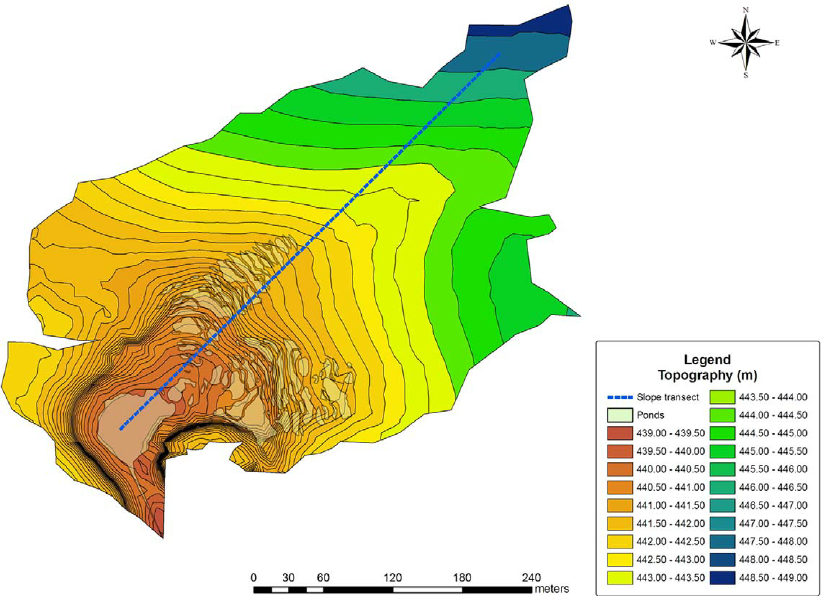 N
W E
S
Legend
Topography (m)
Slope transect
Ponds
439.00 - 439.50
439.50 - 440.00
440.00 - 440.50
440.50 - 441.00
441.00 - 441.50
441.50 - 442.00
442.00 - 442.50
442.50 - 443.00
443.00 - 443.50
443.50 - 444.00
444.00 - 444.50
444.50 - 445.00
445.00 - 445.50
445.50 - 446.00
446.00 - 446.50
446.50 - 447.00
447.00 - 447.50
447.50 - 448.00
448.00 - 448.50
448.50 - 449.00
0 30 60 120 180 240
meters